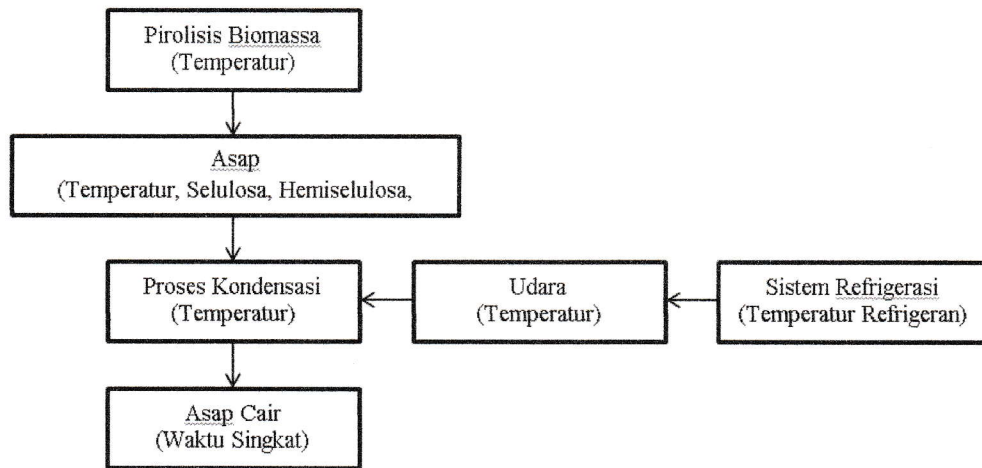 Pirolisis Biomassa
(Temperatur)
Asap
(Temperatur, Selulosa, Hemiselulosa,
Proses Kondensasi
(Temperatur)
Udara
(Temperatur)
Sistem Refrigerasi
(Temperatur Refrigeran)
Asap Cair
(Waktu Singkat)